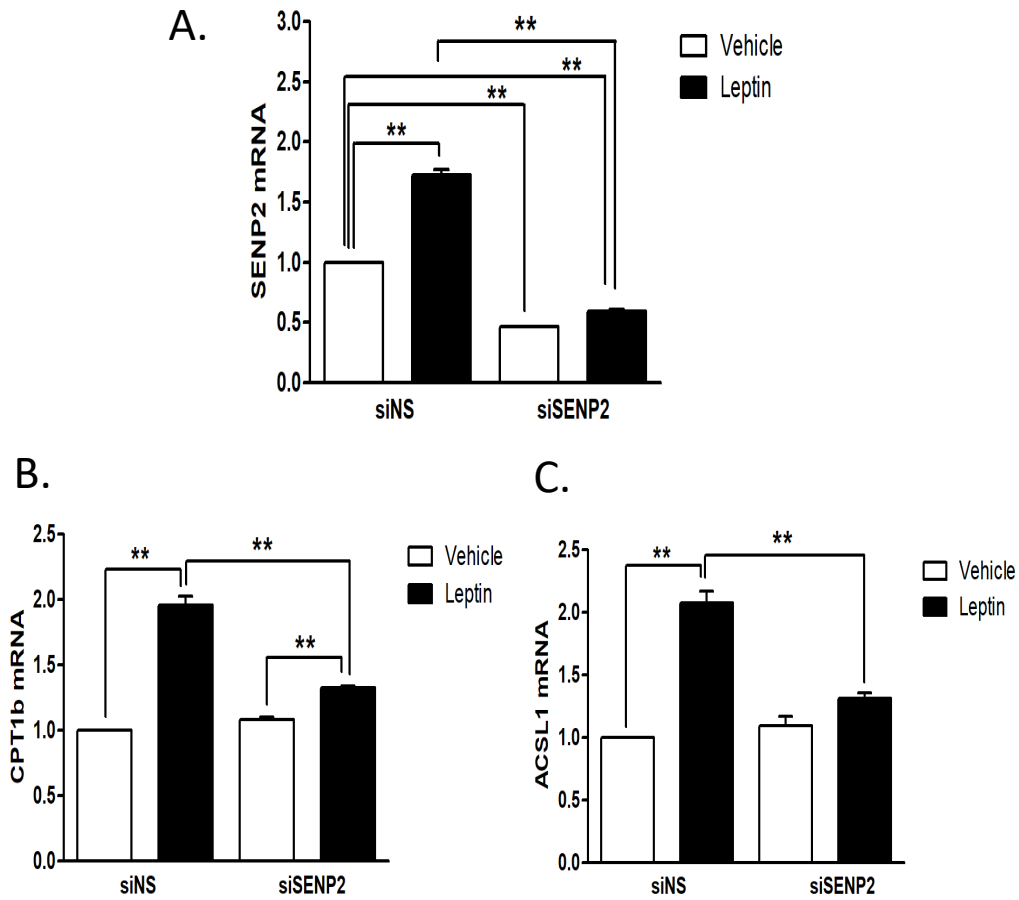 A.
SENP2 mRNA
3.0
2.5
2.0
1.5
1.0
0.5
0.0
**
**
**
**
siNS
siSENP2
Vehicle
Leptin
B.
CPT1b mRNA
2.5
2.0
1.5
1.0
0.5
0.0
**
**
**
siNS
siSENP2
Vehicle
Leptin
C.
ACSL1 mRNA
2.5
2.0
1.5
1.0
0.5
0.0
**
**
siNS
siSENP2
Vehicle
Leptin